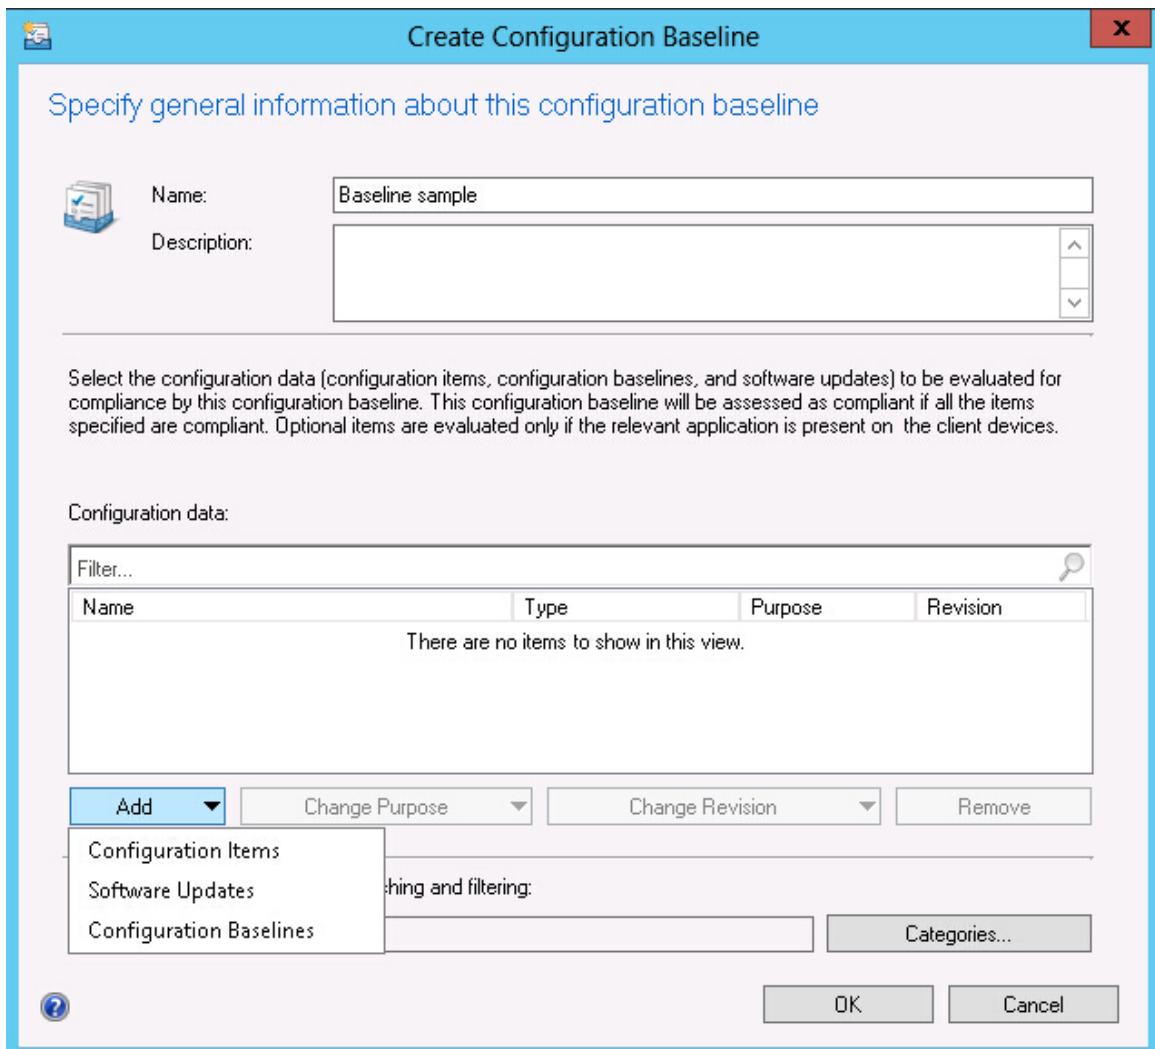 Create Configuration Baseline
x
Specify general information about this configuration baseline
Name:
Baseline sample
Description:
Select the configuration data (configuration items, configuration baselines, and software updates) to be evaluated for
compliance by this configuration baseline. This configuration baseline will be assessed as compliant if all the items
specified are compliant. Optional items are evaluated only if the relevant application is present on the client devices.
Configuration data:
Filter...
Name Type Purpose Revision
There are no items to show in this view.
Add Change Purpose Change Revision Remove
Configuration Items
Software Updates
and filtering:
Configuration Baselines
Categories...
?
OK Cancel